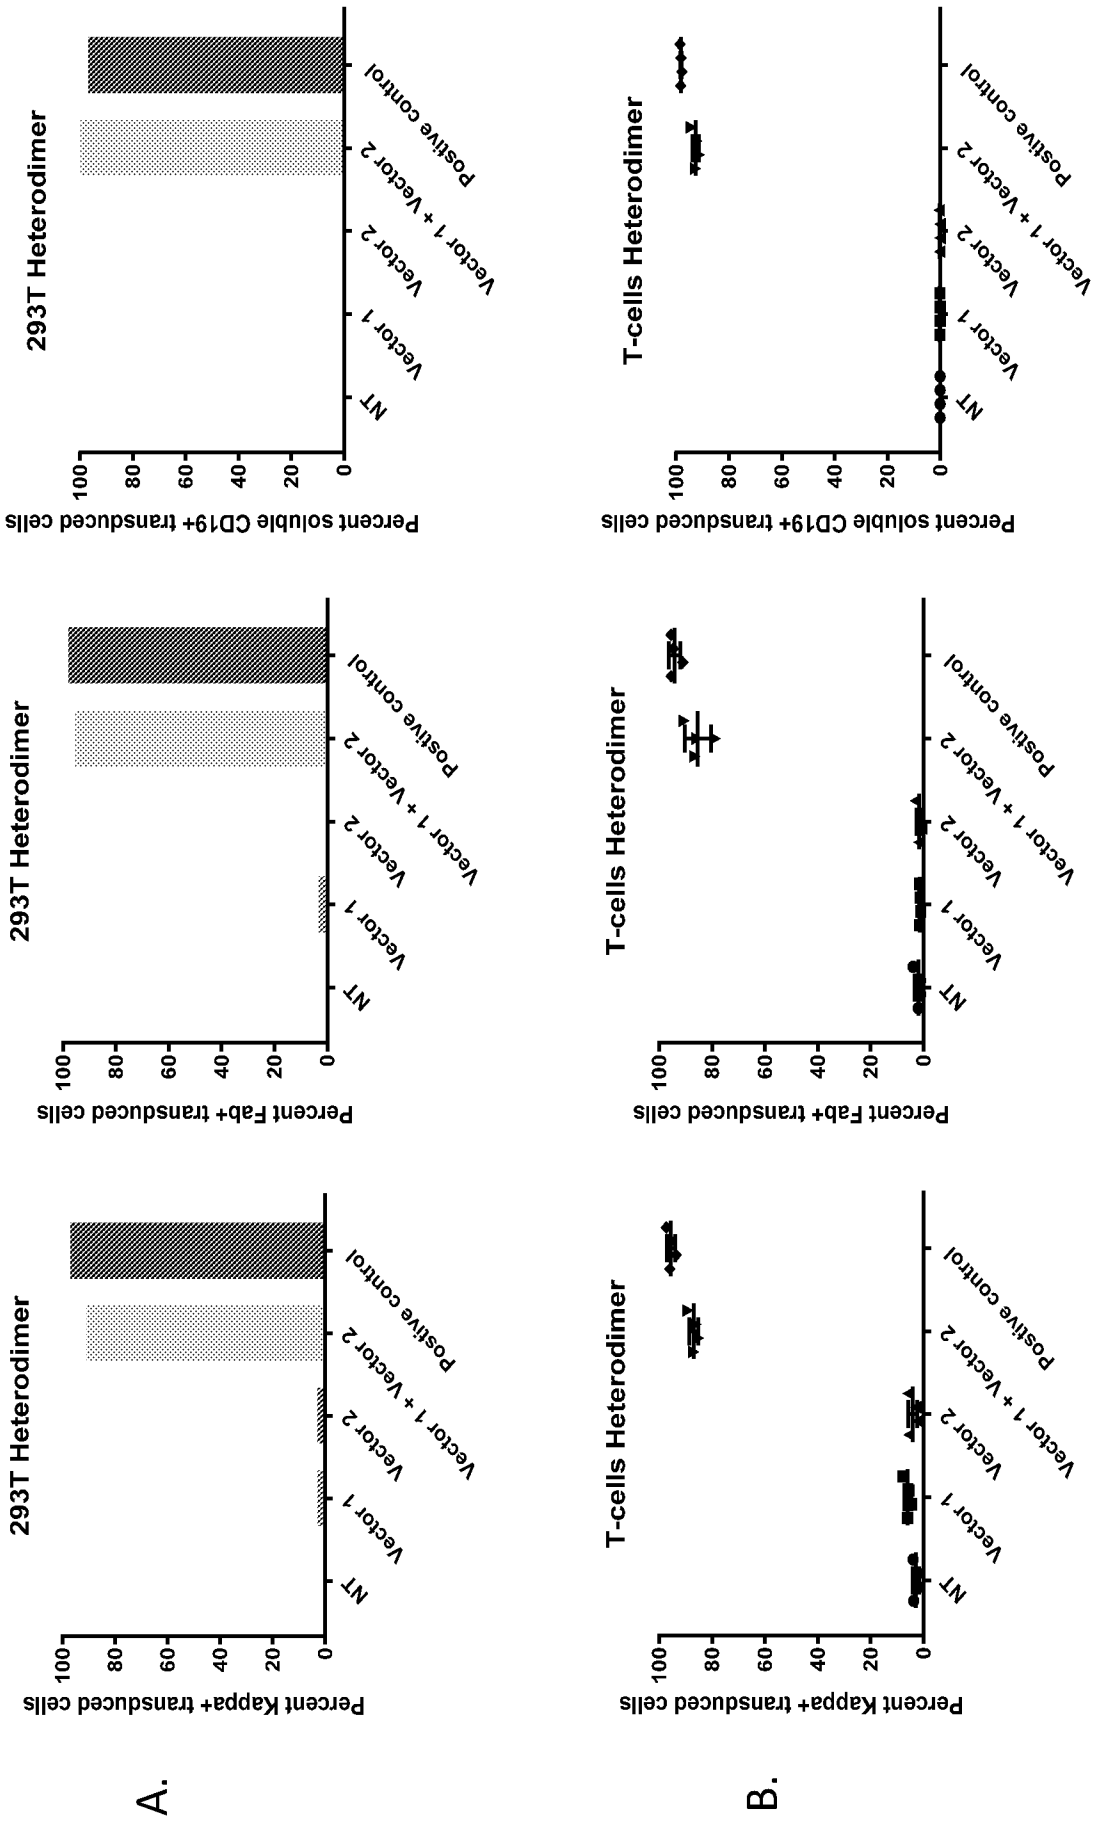 A.
293T Heterodimer
Percent Kappa+ transduced cells
100
80
60
40
20
0
NT
Vector 1
Vector 2
Vector 1 + Vector 2
Postive control
293T Heterodimer
Percent Fab+ transduced cells
100
80
60
40
20
0
NT
Vector 1
Vector 2
Vector 1 + Vector 2
Postive control
293T Heterodimer
Percent soluble CD19+ transduced cells
100
80
60
40
20
0
NT
Vector 1
Vector 2
Vector 1 + Vector 2
Postive control
B.
T-cells Heterodimer
Percent Kappa+ transduced cells
100
80
60
40
20
0
NT
Vector 1
Vector 2
Vector 1 + Vector 2
Postive control
T-cells Heterodimer
Percent Fab+ transduced cells
100
80
60
40
20
0
NT
Vector 1
Vector 2
Vector 1 + Vector 2
Postive control
T-cells Heterodimer
Percent soluble CD19+ transduced cells
100
80
60
40
20
0
NT
Vector 1
Vector 2
Vector 1 + Vector 2
Postive control